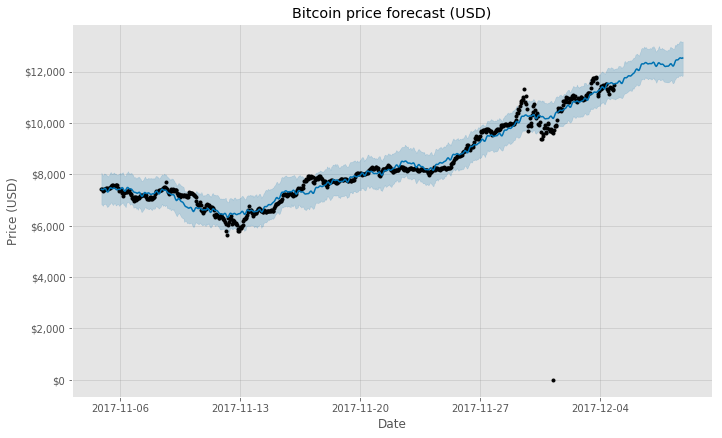 Bitcoin price forecast (USD)
$12,000
$10,000
$8,000
$6,000
$4,000
$2,000
$0
Price (USD)
2017-11-06 2017-11-13 2017-11-20 2017-11-27 2017-12-04
Date